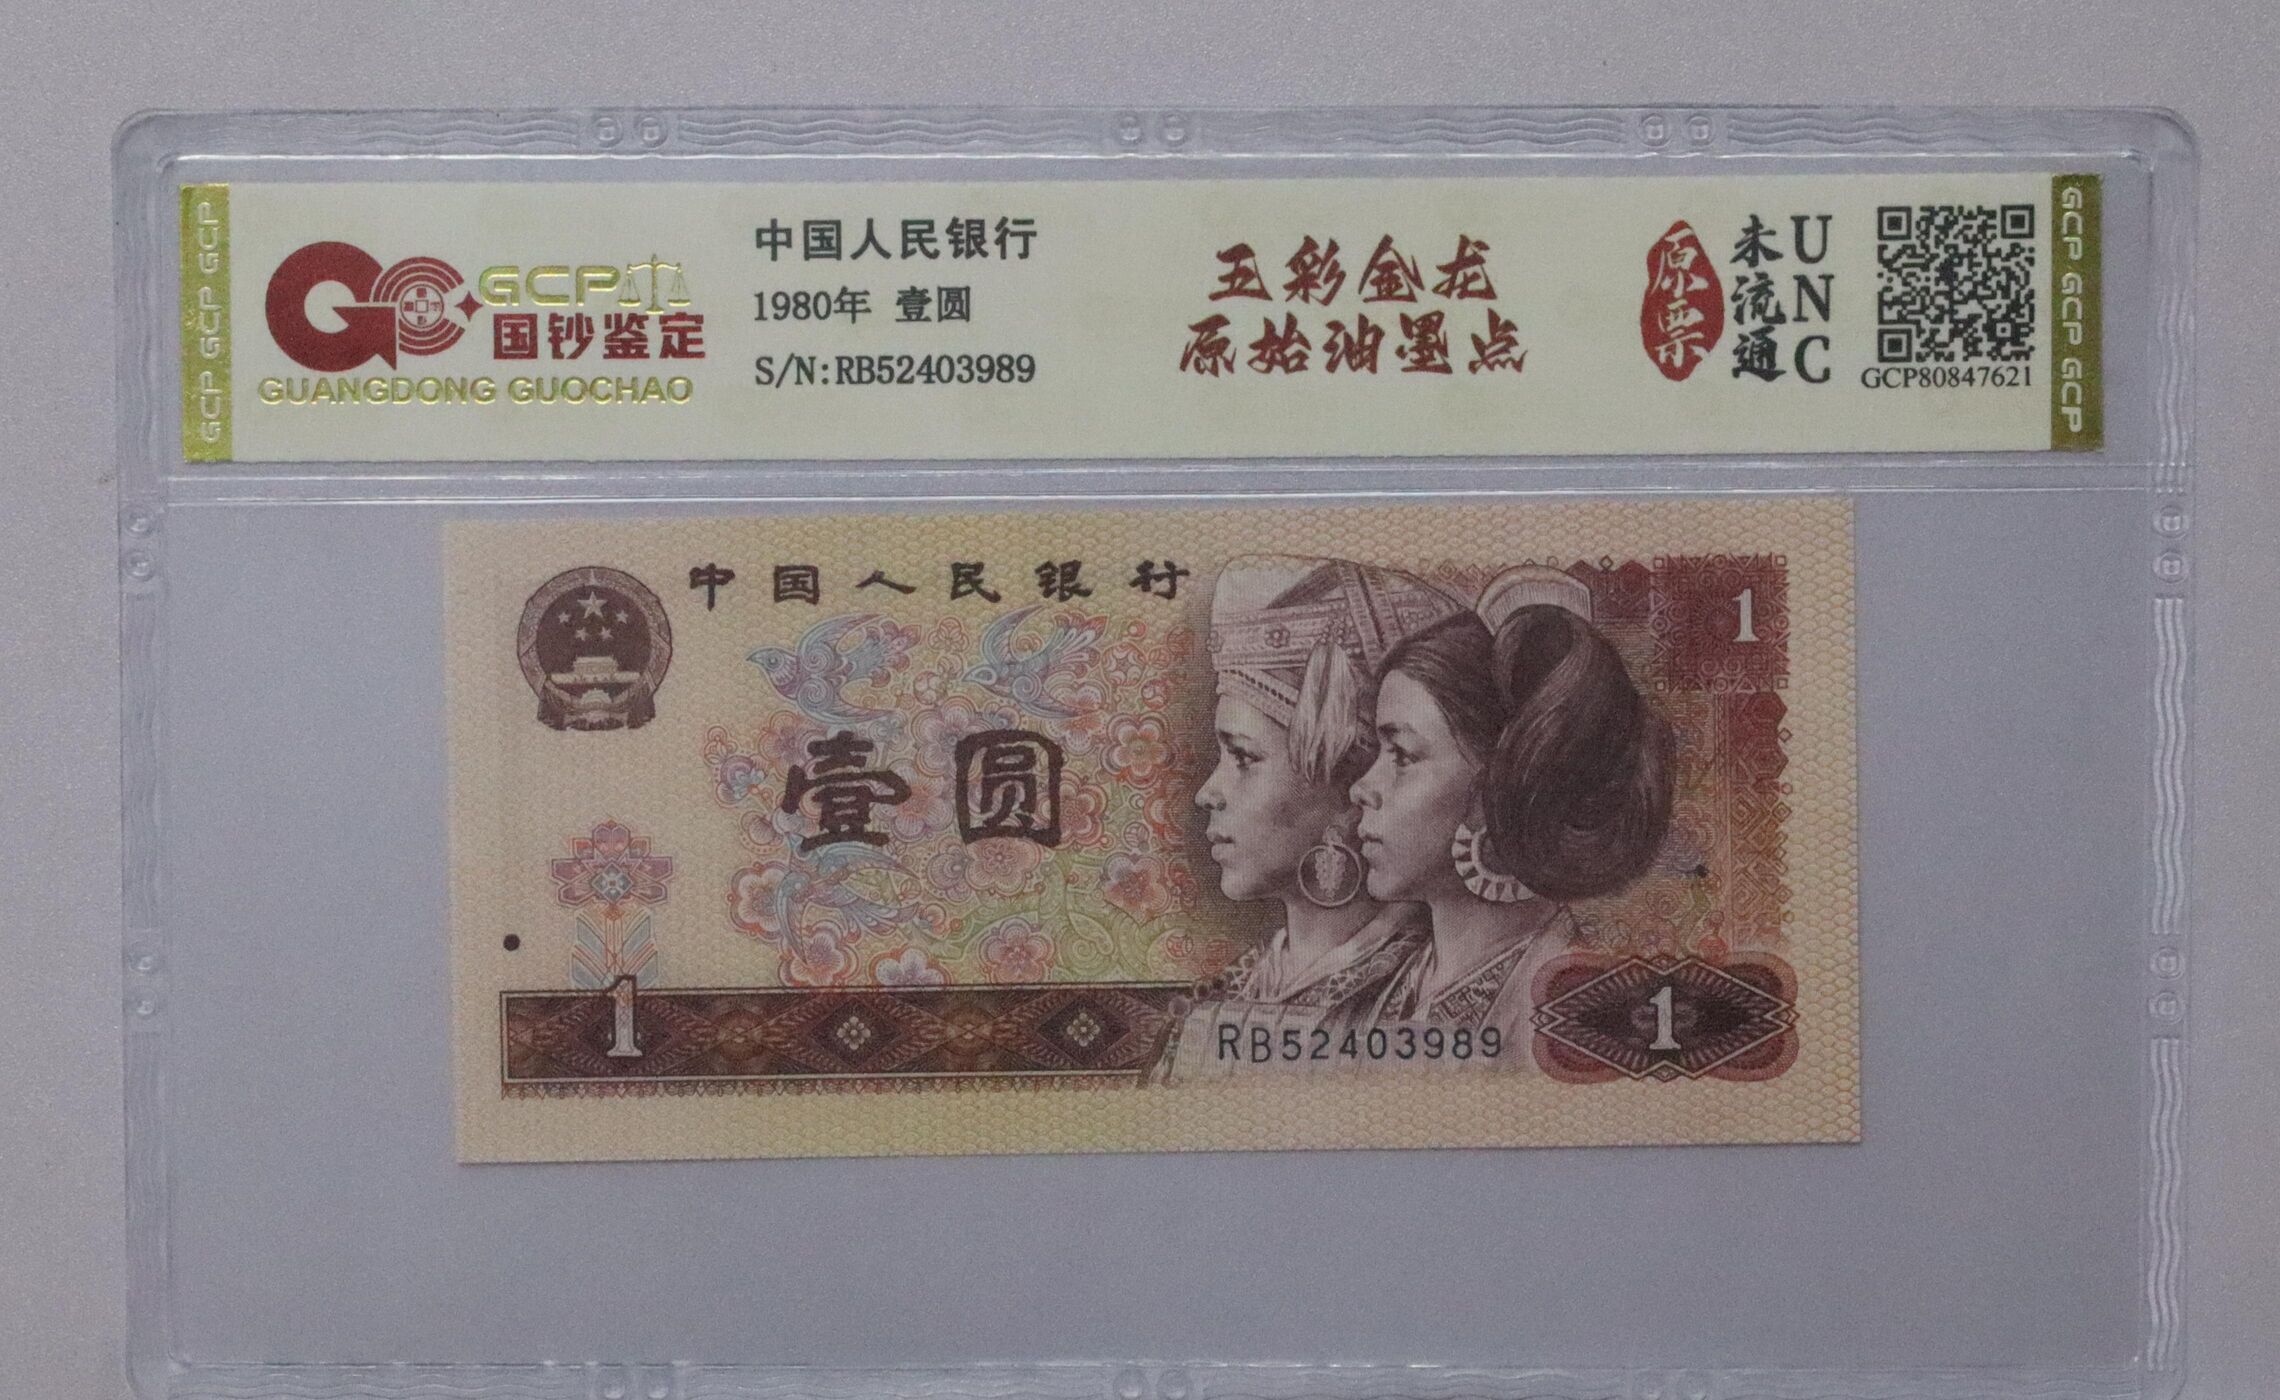 GCP GCP GCP
GCP
国钞鉴定
GUANGDONG GUOCHAO
中国人民银行
1980年 壹圆
S/N:RB52403989
五彩金龙
原始油墨点
原票
未流通
UNC
GCP80847621
GCP GCP GCP
中国人民银行
壹圆
1
1
RB52403989
1